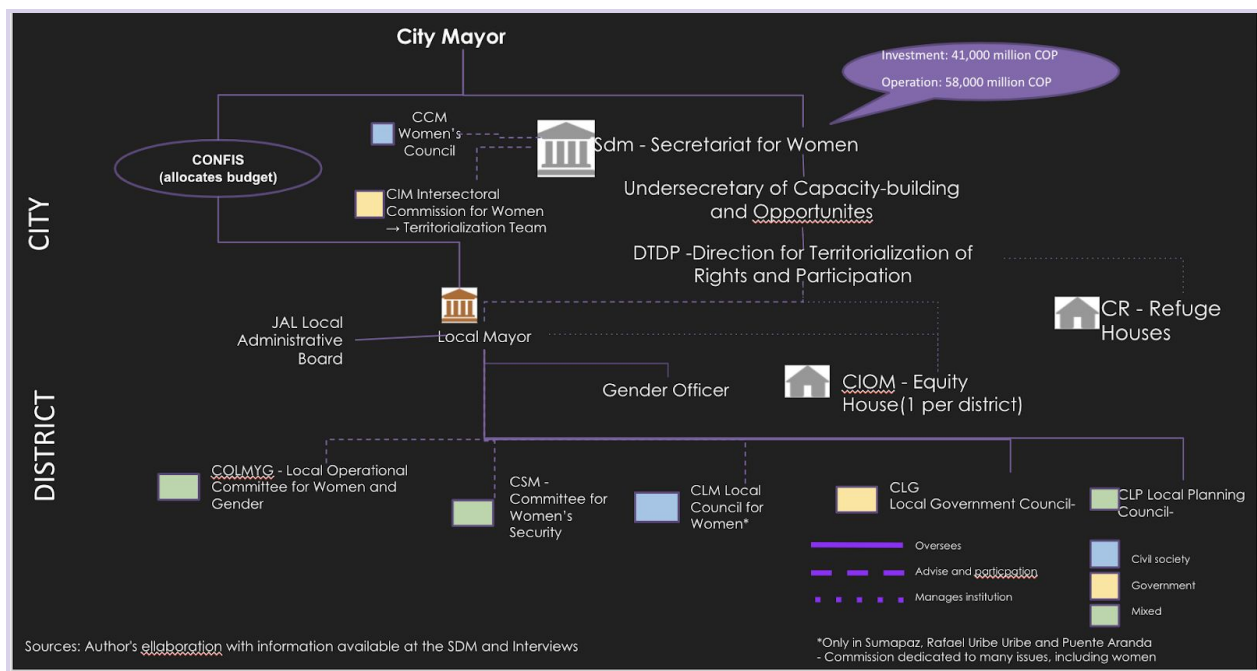 City Mayor
Investment: 41,000 million COP
Operation: 58,000 million COP
CCM
Women's
Council
Sdm - Secretariat for Women
CONFIS
(allocates budget)
CIM Intersectoral
Commission for Women
→ Territorialization Team
Undersecretary of Capacity-building
and Opportunites
CITY
DTDP -Direction for Territorialization of
Rights and Participation
CR - Refuge
Houses
JAL Local
Administrative
Board
Local Mayor
Gender Officer
CIOM - Equity
House(1 per district)
DISTRICT
COLMYG - Local Operational
Committee for Women and
Gender
CSM -
Committee for
Women's
Security
CLM Local
Council for
Women*
CLG
Local Government Council-
CLP Local Planning
Council-
Oversees
Advise and particpation
Manages institution
Civil society
Government
Mixed
Sources: Author's ellaboration with information available at the SDM and Interviews
*Only in Sumapaz, Rafael Uribe Uribe and Puente Aranda
- Commission dedicated to many issues, including women